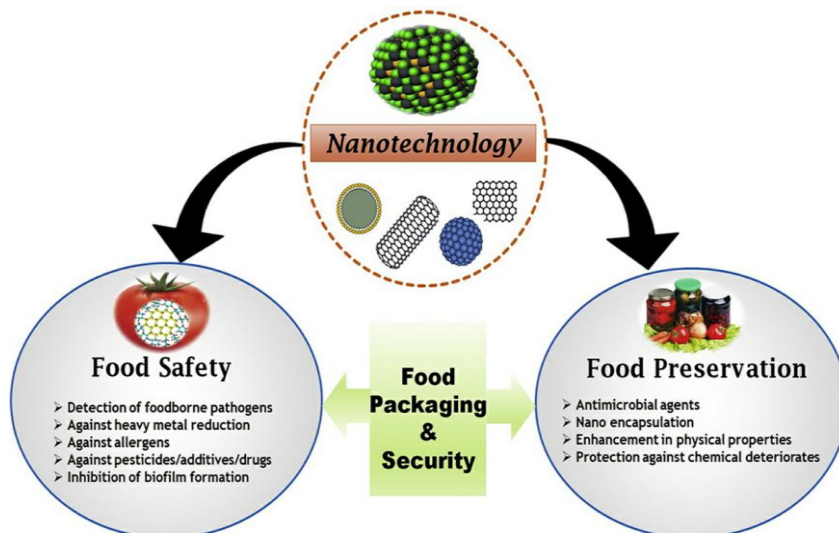 Nanotechnology
Food Safety
➢ Detection of foodborne pathogens
➢ Against heavy metal reduction
➢ Against allergens
➢ Against pesticides/additives/drugs
➢ Inhibition of biofilm formation
Food
Packaging
&
Security
Food Preservation
➢ Antimicrobial agents
➢ Nano encapsulation
➢ Enhancement in physical properties
➢ Protection against chemical deteriorates